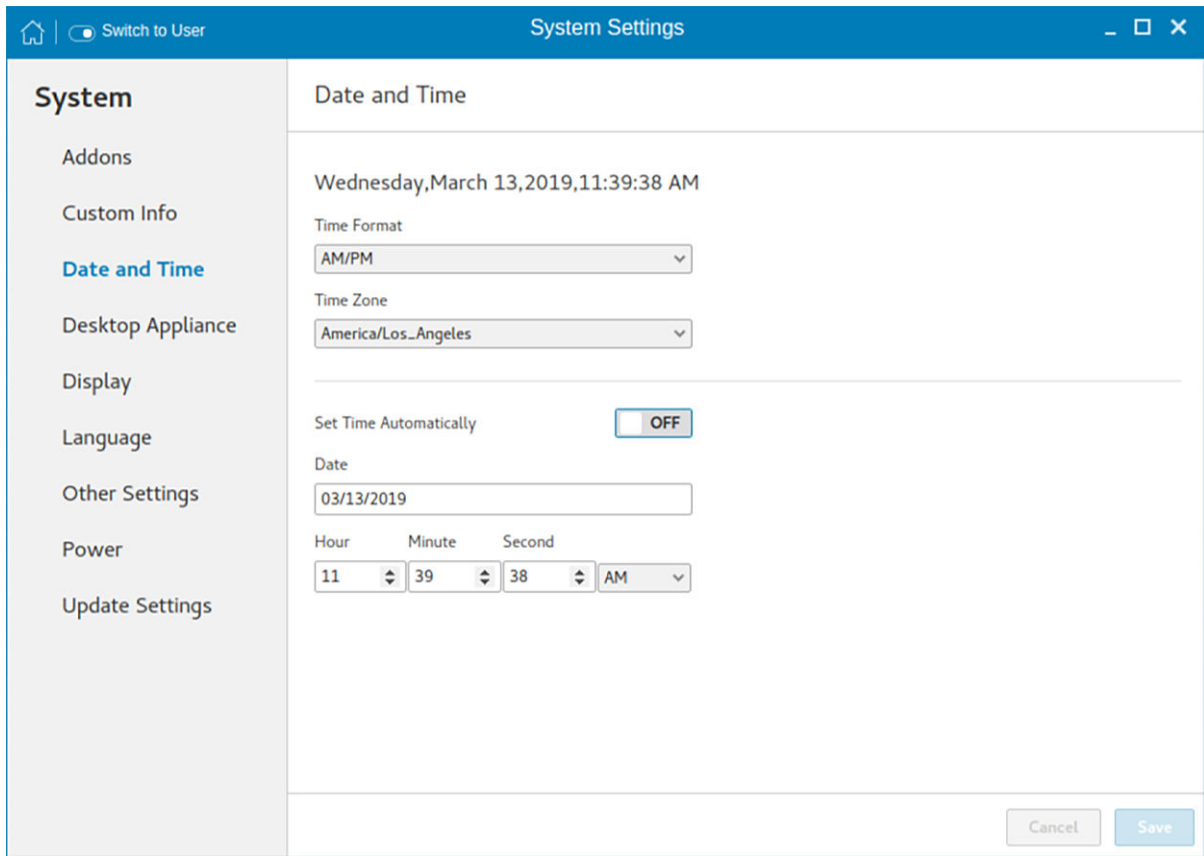 Switch to User
System Settings
System
Addons
Custom Info
Date and Time
Desktop Appliance
Display
Language
Other Settings
Power
Update Settings
Date and Time
Wednesday,March 13,2019,11:39:38 AM
Time Format
AM/PM
Time Zone
America/Los_Angeles
Set Time Automatically OFF
Date
03/13/2019
Hour Minute Second
11 39 38 AM
Cancel Save